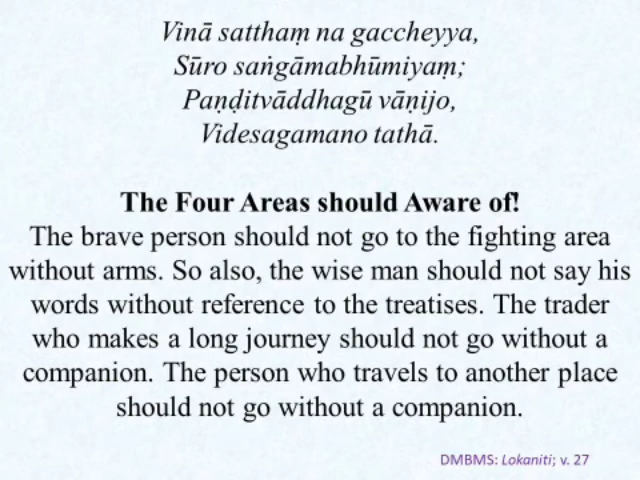 Vinā satthaṃ na gaccheyya,
Sūro saṅgāmabhūmiyaṃ;
Paṇḍitvāddhagū vāṇijo,
Videsagamano tathā.
The Four Areas should Aware of!
The brave person should not go to the fighting area
without arms. So also, the wise man should not say his
words without reference to the treatises. The trader
who makes a long journey should not go without a
companion. The person who travels to another place
should not go without a companion.
DMBMS: Lokaniti; v. 27